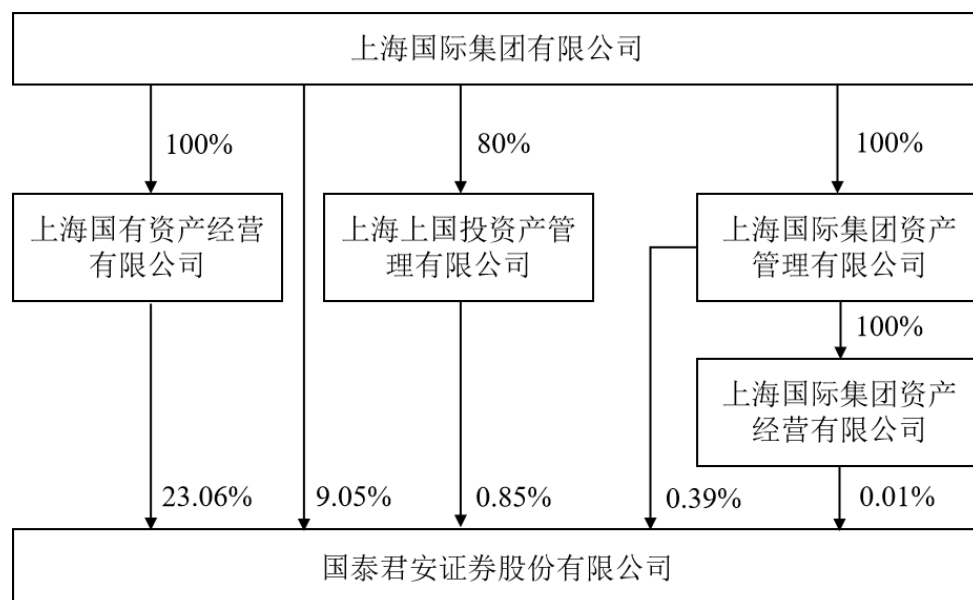 上海国际集团有限公司
100%
80%
100%
上海国有资产经营
有限公司
上海上国投资产管
理有限公司
上海国际集团资产
管理有限公司
100%
上海国际集团资产
经营有限公司
23.06%
9.05%
0.85%
0.39%
0.01%
国泰君安证券股份有限公司